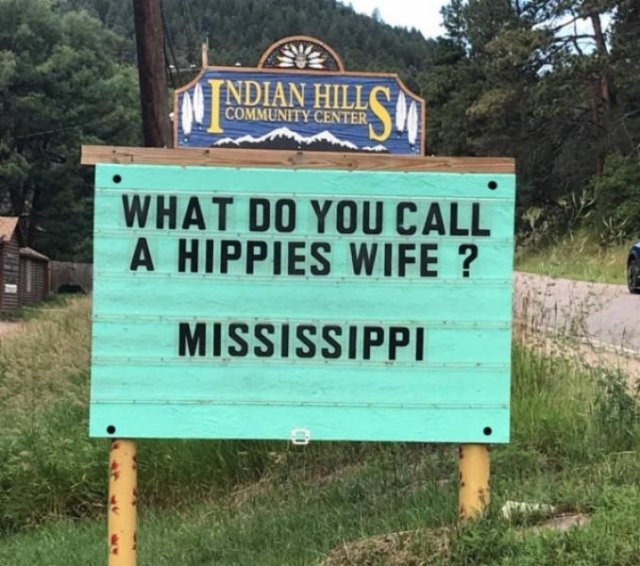 INDIAN HILLS
COMMUNITY CENTER
WHAT DO YOU CALL
A HIPPIES WIFE ?
MISSISSIPPI